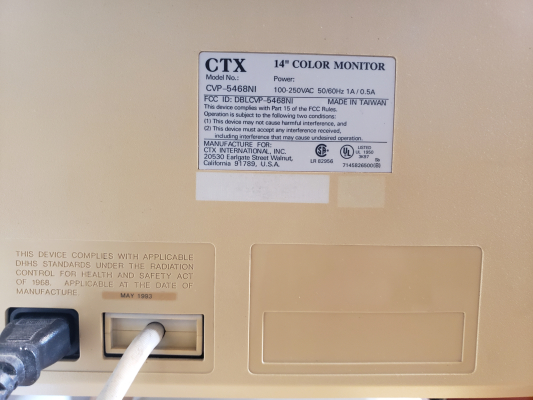 CTX 14" COLOR MONITOR
Model No.: Power:
CVP-5468NI 100-250VAC 50/60Hz 1A / 0.5A
FCC ID: DBLCVP-5468NI MADE IN TAIWAN
This device complies with Part 15 of the FCC Rules.
Operation is subject to the following two conditions:
(1) This device may not cause harmful interference, and
(2) This device must accept any interference received,
including interference that may cause undesired operation.
MANUFACTURE FOR:
CTX INTERNATIONAL, INC.
20530 Earlgate Street Walnut,
California 91789, U.S.A.
LR 82956
LISTED
UL 1950
7145826500(B)
THIS DEVICE COMPLIES WITH APPLICABLE
DHHS STANDARDS UNDER THE RADIATION
CONTROL FOR HEALTH AND SAFETY ACT
OF 1968. APPLICABLE AT THE DATE OF
MANUFACTURE.
MAY 1993